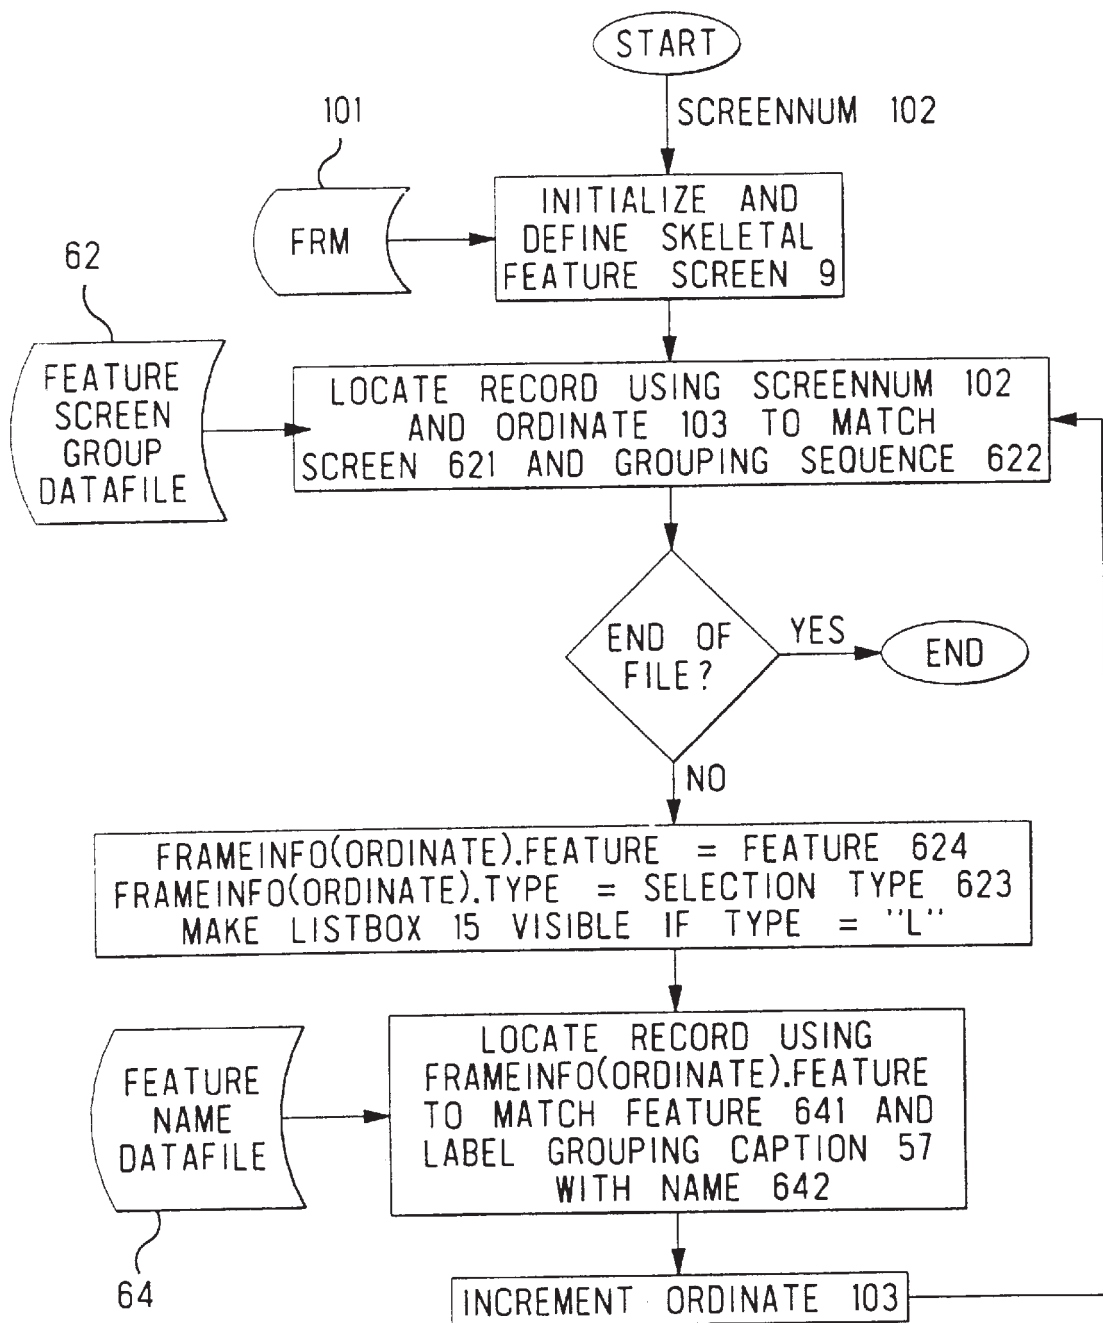 START
SCREENNUM 102
101
INITIALIZE AND
DEFINE SKELETAL
FEATURE SCREEN 9
FRM
62
FEATURE
SCREEN
GROUP
DATAFILE
LOCATE RECORD USING SCREENNUM 102
AND ORDINATE 103 TO MATCH
SCREEN 621 AND GROUPING SEQUENCE 622
END OF
FILE?
YES
END
NO
FRAMEINFO(ORDINATE).FEATURE = FEATURE 624
FRAMEINFO(ORDINATE).TYPE = SELECTION TYPE 623
MAKE LISTBOX 15 VISIBLE IF TYPE = "L"
FEATURE
NAME
DATAFILE
64
LOCATE RECORD USING
FRAMEINFO(ORDINATE).FEATURE
TO MATCH FEATURE 641 AND
LABEL GROUPING CAPTION 57
WITH NAME 642
INCREMENT ORDINATE 103